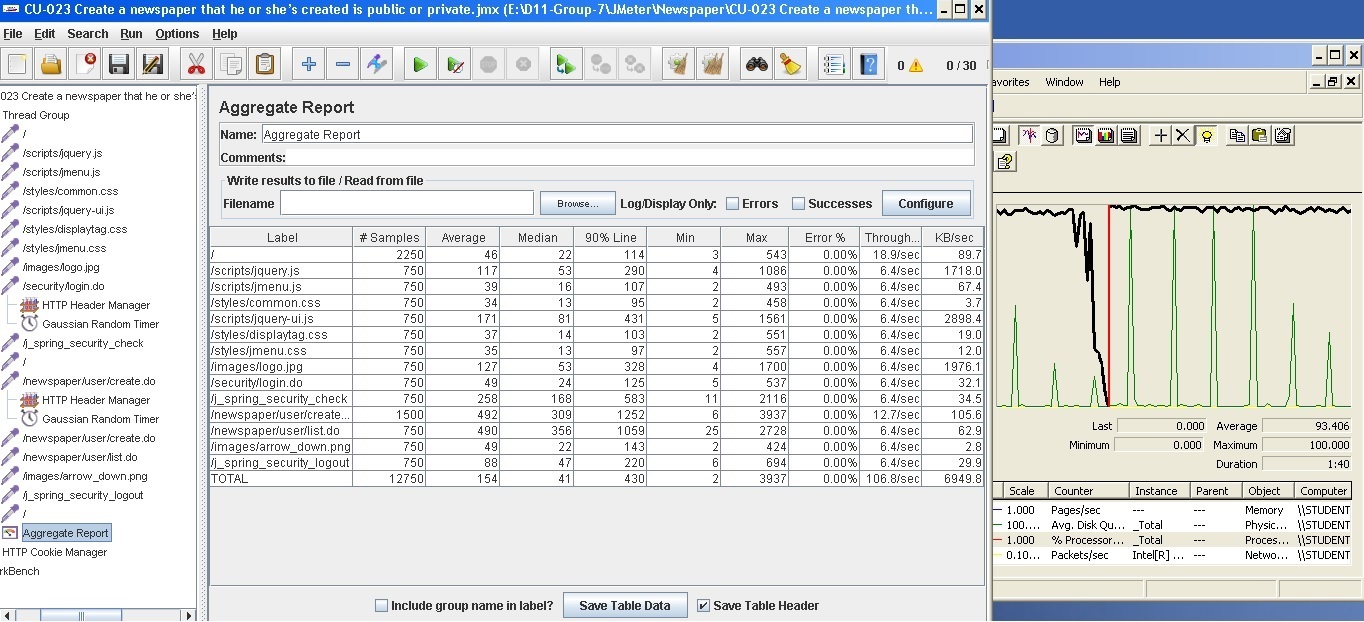 CU-023 Create a newspaper that he or she's created is public or private.jmx (E:\D11-Group-7\JMeter\Newspaper\CU-023 Create a newspaper that th...
File Edit Search Run Options Help
0 0 / 30
023 Create a newspaper that he or she's
Thread Group
/
/scripts/jquery.js
/scripts/jmenu.js
/styles/common.css
/scripts/jquery-ui.js
/styles/displaytag.css
/styles/jmenu.css
/images/logo.jpg
/security/login.do
HTTP Header Manager
Gaussian Random Timer
/j_spring_security_check
/
/newspaper/user/create.do
HTTP Header Manager
Gaussian Random Timer
/newspaper/user/create.do
/newspaper/user/list.do
/images/arrow_down.png
/j_spring_security_logout
/
Aggregate Report
HTTP Cookie Manager
rkBench
Aggregate Report
Name: Aggregate Report
Comments:
Write results to file / Read from file
Filename Browse... Log/Display Only: Errors Successes Configure
Label # Samples Average Median 90% Line Min Max Error % Through... KB/sec
/ 2250 46 22 114 3 543 0.00% 18.9/sec 89.7
/scripts/jquery.js 750 117 53 290 4 1086 0.00% 6.4/sec 1718.0
/scripts/jmenu.js 750 39 16 107 2 493 0.00% 6.4/sec 67.4
/styles/common.css 750 34 13 95 2 458 0.00% 6.4/sec 3.7
/scripts/jquery-ui.js 750 171 81 431 5 1561 0.00% 6.4/sec 2898.4
/styles/displaytag.css 750 37 14 103 2 551 0.00% 6.4/sec 19.0
/styles/jmenu.css 750 35 13 97 2 557 0.00% 6.4/sec 12.0
/images/logo.jpg 750 127 53 328 4 1700 0.00% 6.4/sec 1976.1
/security/login.do 750 49 24 125 5 537 0.00% 6.4/sec 32.1
/j_spring_security_check 750 258 168 583 11 2116 0.00% 6.4/sec 34.5
/newspaper/user/create... 1500 492 309 1252 6 3937 0.00% 12.7/sec 105.6
/newspaper/user/list.do 750 490 356 1059 25 2728 0.00% 6.4/sec 62.9
/images/arrow_down.png 750 49 22 143 2 424 0.00% 6.4/sec 2.8
/j_spring_security_logout 750 88 47 220 6 694 0.00% 6.4/sec 29.9
TOTAL 12750 154 41 430 2 3937 0.00% 106.8/sec 6949.8
Include group name in label? Save Table Data Save Table Header
avorites Window Help
Last 0.000 Average 93.406
Minimum 0.000 Maximum 100.000
Duration 1:40
Scale Counter Instance Parent Object Computer
1.000 Pages/sec --- --- Memory \\STUDENT
100.... Avg. Disk Qu... _Total --- Physic... \\STUDENT
1.000 % Processor... _Total --- Proces... \\STUDENT
0.10... Packets/sec Intel[R] ... --- Netwo... \\STUDENT